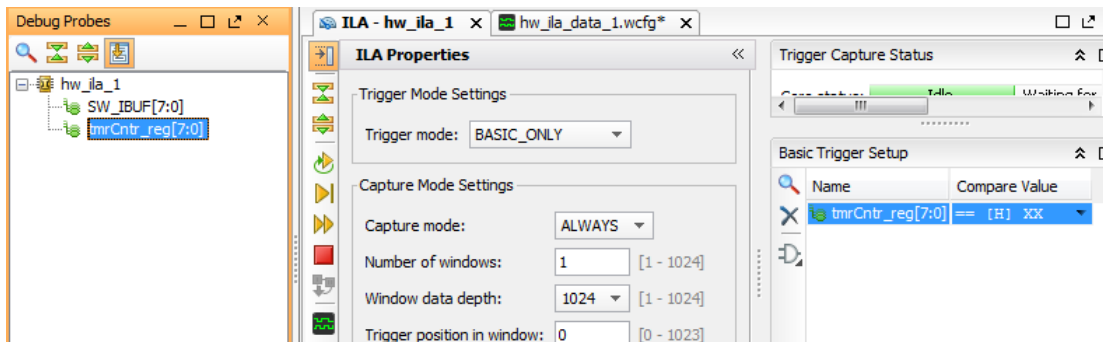 Debug Probes
hw_ila_1
SW_IBUF[7:0]
tmrCntr_reg[7:0]
ILA - hw_ila_1
hw_ila_data_1.wcfg*
ILA Properties
Trigger Mode Settings
Trigger mode: BASIC_ONLY
Capture Mode Settings
Capture mode: ALWAYS
Number of windows: 1 [1 - 1024]
Window data depth: 1024 [1 - 1024]
Trigger position in window: 0 [0 - 1023]
Trigger Capture Status
Core status: Idle Waiting for
Basic Trigger Setup
Name Compare Value
tmrCntr_reg[7:0] == [H] XX